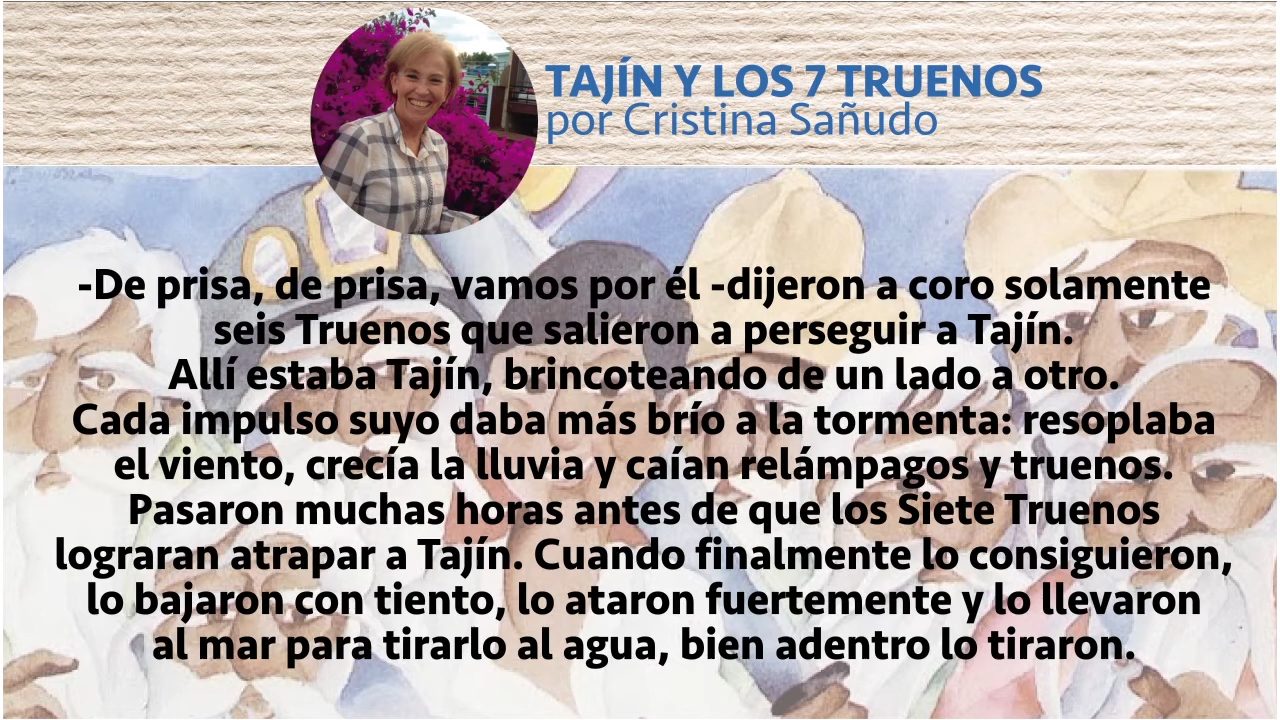 TAJÍN Y LOS 7 TRUENOS
por Cristina Sañudo
-De prisa, de prisa, vamos por él -dijeron a coro solamente
seis Truenos que salieron a perseguir a Tajín.
Allí estaba Tajín, brincoteando de un lado a otro.
Cada impulso suyo daba más brío a la tormenta: resoplaba
el viento, crecía la lluvia y caían relámpagos y truenos.
Pasaron muchas horas antes de que los Siete Truenos
lograran atrapar a Tajín. Cuando finalmente lo consiguieron,
lo bajaron con tiento, lo ataron fuertemente y lo llevaron
al mar para tirarlo al agua, bien adentro lo tiraron.